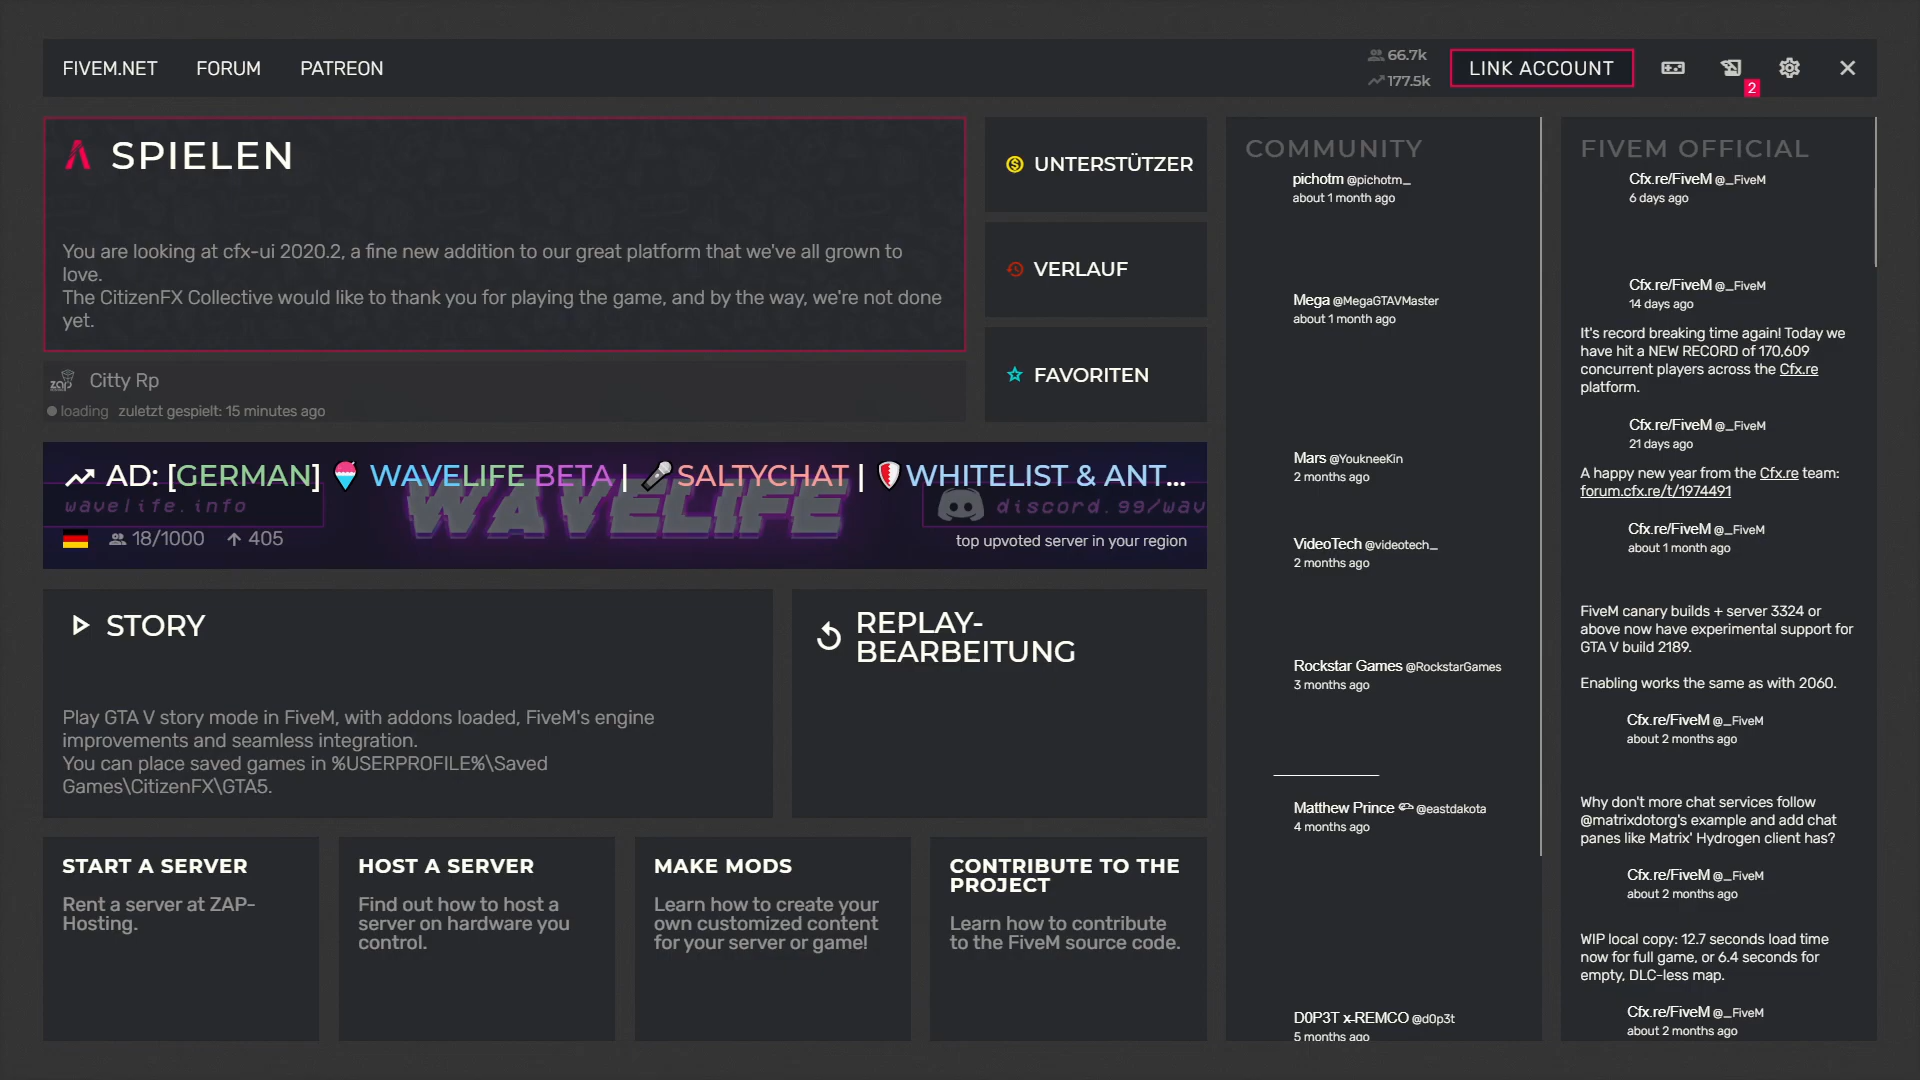 FIVEM.NET
FORUM
PATREON
66.7k
177.5k
LINK ACCOUNT
2
SPIELEN
You are looking at cfx-ui 2020.2, a fine new addition to our great platform that we've all grown to
love.
The CitizenFX Collective would like to thank you for playing the game, and by the way, we're not done
yet.
zap
Citty Rp
loading zuletzt gespielt: 15 minutes ago
UNTERSTÜTZER
VERLAUF
FAVORITEN
AD: [GERMAN] 🍧 WAVELIFE BETA | 🎤 SALTYCHAT | 🛡 WHITELIST & ANT...
wavelife.info
WAVELIFE
discord.gg/wav
18/1000
405
top upvoted server in your region
STORY
Play GTA V story mode in FiveM, with addons loaded, FiveM's engine
improvements and seamless integration.
You can place saved games in %USERPROFILE%\Saved
Games\CitizenFX\GTA5.
REPLAY-
BEARBEITUNG
START A SERVER
Rent a server at ZAP-
Hosting.
HOST A SERVER
Find out how to host a
server on hardware you
control.
MAKE MODS
Learn how to create your
own customized content
for your server or game!
CONTRIBUTE TO THE
PROJECT
Learn how to contribute
to the FiveM source code.
COMMUNITY
pichotm @pichotm_
about 1 month ago
Mega @MegaGTAVMaster
about 1 month ago
Mars @YoukneeKin
2 months ago
VideoTech @videotech_
2 months ago
Rockstar Games @RockstarGames
3 months ago
Matthew Prince 🌥 @eastdakota
4 months ago
D0P3T x-REMCO @d0p3t
5 months ago
FIVEM OFFICIAL
Cfx.re/FiveM @_FiveM
6 days ago
Cfx.re/FiveM @_FiveM
14 days ago
It's record breaking time again! Today we
have hit a NEW RECORD of 170,609
concurrent players across the Cfx.re
platform.
Cfx.re/FiveM @_FiveM
21 days ago
A happy new year from the Cfx.re team:
forum.cfx.re/t/1974491
Cfx.re/FiveM @_FiveM
about 1 month ago
FiveM canary builds + server 3324 or
above now have experimental support for
GTA V build 2189.
Enabling works the same as with 2060.
Cfx.re/FiveM @_FiveM
about 2 months ago
Why don't more chat services follow
@matrixdotorg's example and add chat
panes like Matrix' Hydrogen client has?
Cfx.re/FiveM @_FiveM
about 2 months ago
WIP local copy: 12.7 seconds load time
now for full game, or 6.4 seconds for
empty, DLC-less map.
Cfx.re/FiveM @_FiveM
about 2 months ago